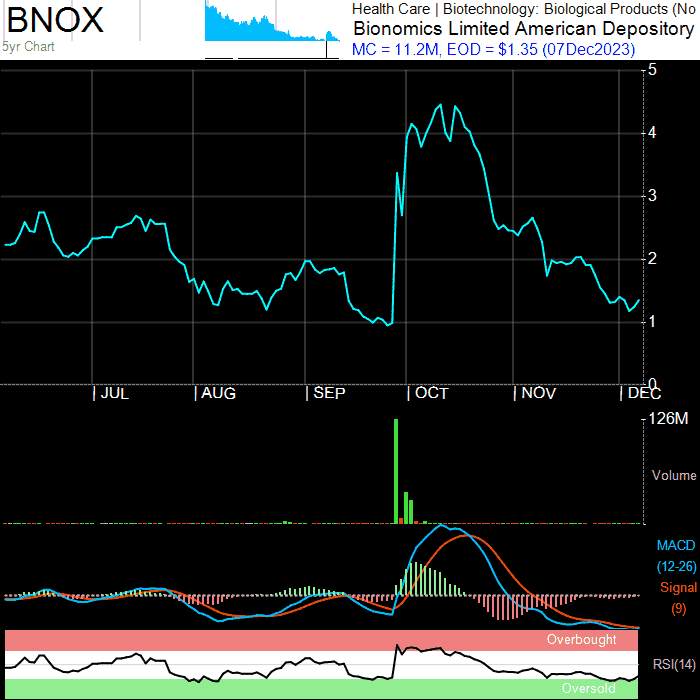 BNOX
5yr Chart
Health Care | Biotechnology: Biological Products (No
Bionomics Limited American Depository
MC = 11.2M, EOD = $1.35 (07Dec2023)
5
4
3
2
1
0
| JUL | AUG | SEP | OCT | NOV | DEC
126M
Volume
MACD
(12-26)
Signal
(9)
Overbought
RSI(14)
Oversold